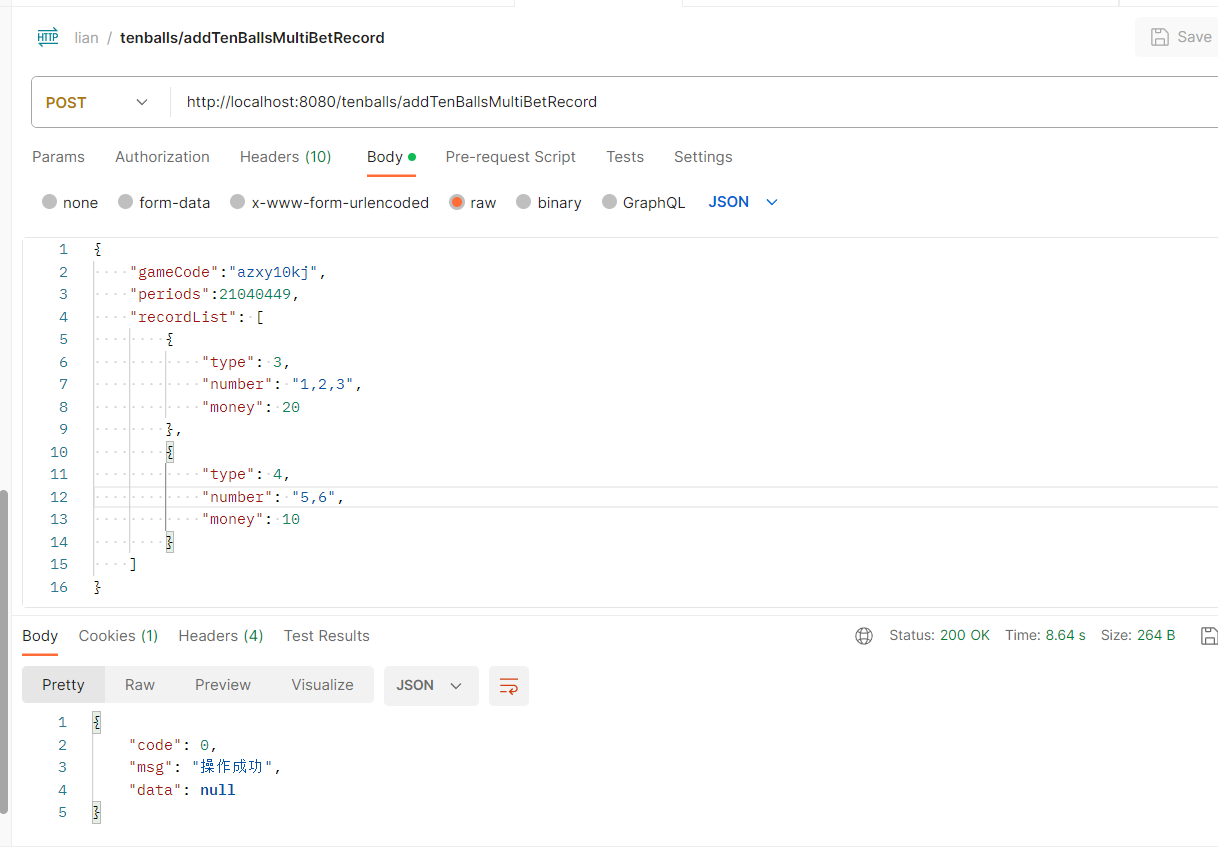 HTTP lian / tenballs/addTenBallsMultiBetRecord Save
POST http://localhost:8080/tenballs/addTenBallsMultiBetRecord
Params Authorization Headers (10) Body Pre-request Script Tests Settings
none form-data x-www-form-urlencoded raw binary GraphQL JSON
1 {
2 "gameCode":"azxy10kj",
3 "periods":21040449,
4 "recordList": [
5 {
6 "type": 3,
7 "number": "1,2,3",
8 "money": 20
9 },
10 {
11 "type": 4,
12 "number": "5,6",
13 "money": 10
14 }
15 ]
16 }
Body Cookies (1) Headers (4) Test Results Status: 200 OK Time: 8.64 s Size: 264 B
Pretty Raw Preview Visualize JSON
1 {
2 "code": 0,
3 "msg": "操作成功",
4 "data": null
5 }